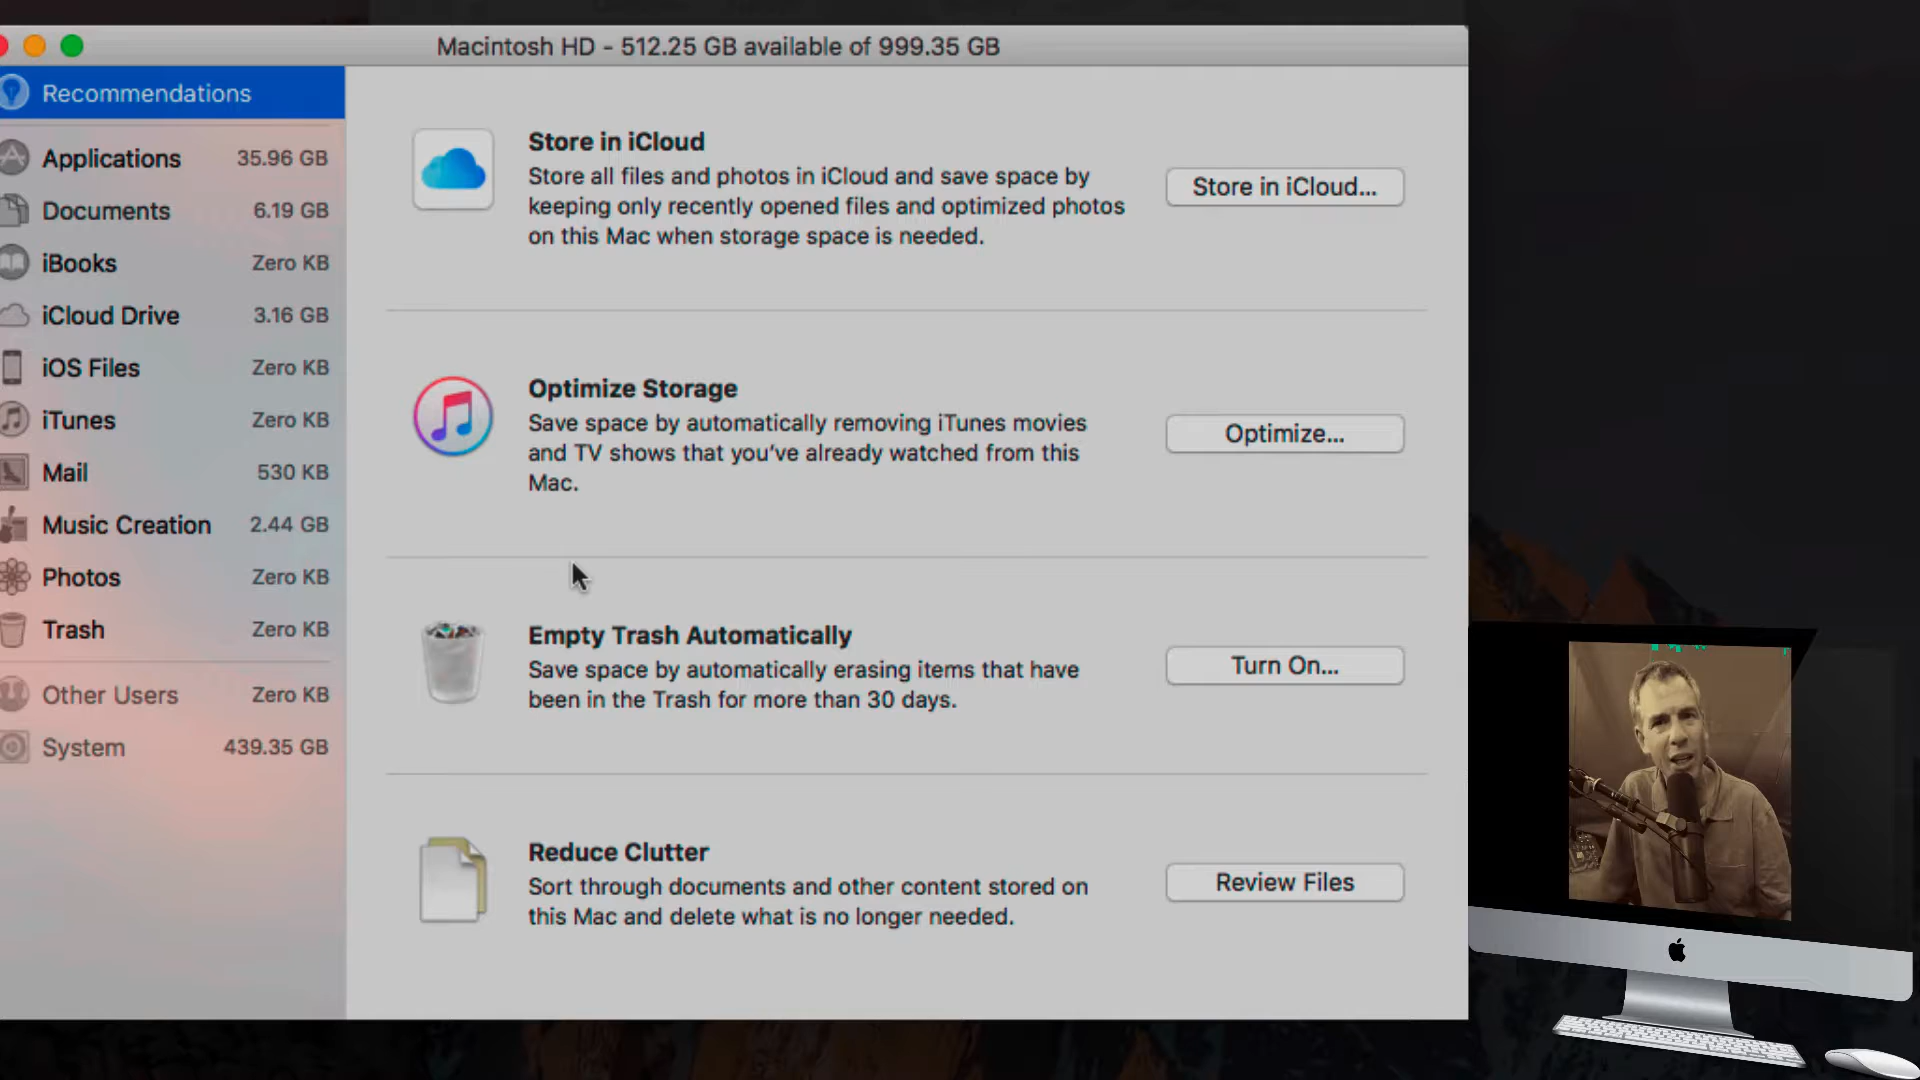 Macintosh HD - 512.25 GB available of 999.35 GB
Recommendations
Applications 35.96 GB
Documents 6.19 GB
iBooks Zero KB
iCloud Drive 3.16 GB
iOS Files Zero KB
iTunes Zero KB
Mail 530 KB
Music Creation 2.44 GB
Photos Zero KB
Trash Zero KB
Other Users Zero KB
System 439.35 GB
Store in iCloud
Store all files and photos in iCloud and save space by
keeping only recently opened files and optimized photos
on this Mac when storage space is needed.
Store in iCloud...
Optimize Storage
Save space by automatically removing iTunes movies
and TV shows that you've already watched from this
Mac.
Optimize...
Empty Trash Automatically
Save space by automatically erasing items that have
been in the Trash for more than 30 days.
Turn On...
Reduce Clutter
Sort through documents and other content stored on
this Mac and delete what is no longer needed.
Review Files